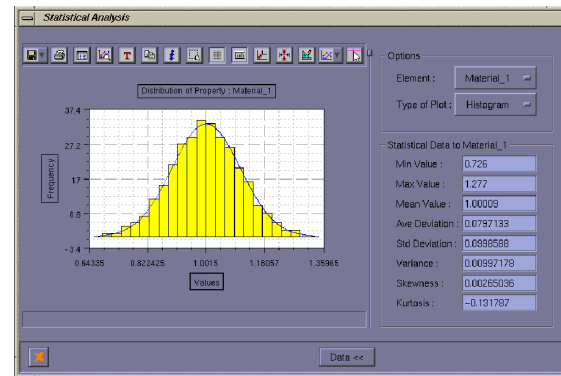 Statistical Analysis
T
Distribution of Property : Material_1
37.4
27.2
17
6.8
-3.4
Frequency
0.64335 0.822425 1.0015 1.18057 1.35965
Values
Options
Element : Material_1
Type of Plot : Histogram
Statistical Data to Material_1
Min Value : 0.726
Max Value : 1.277
Mean Value : 1.00009
Ave Deviation : 0.0797133
Std Deviation : 0.0998588
Variance : 0.00997178
Skewness : 0.00265036
Kurtosis : -0.131787
Data <<